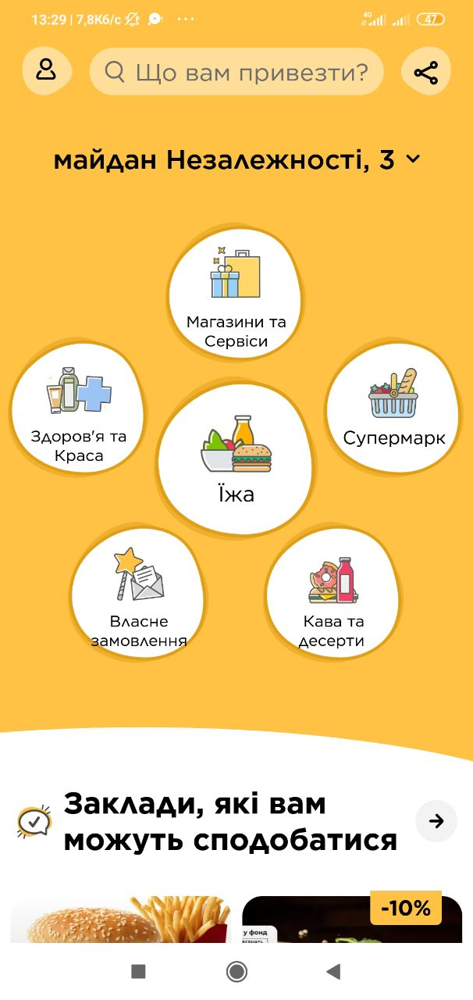 13:29 | 7,8Кб/с ··· 4G 47
Що вам привезти?
майдан Незалежності, 3
Магазини та
Сервіси
Здоров'я та
Краса
Супермарк
Їжа
Власне
замовлення
Кава та
десерти
Заклади, які вам
можуть сподобатися
-10%
у фонд